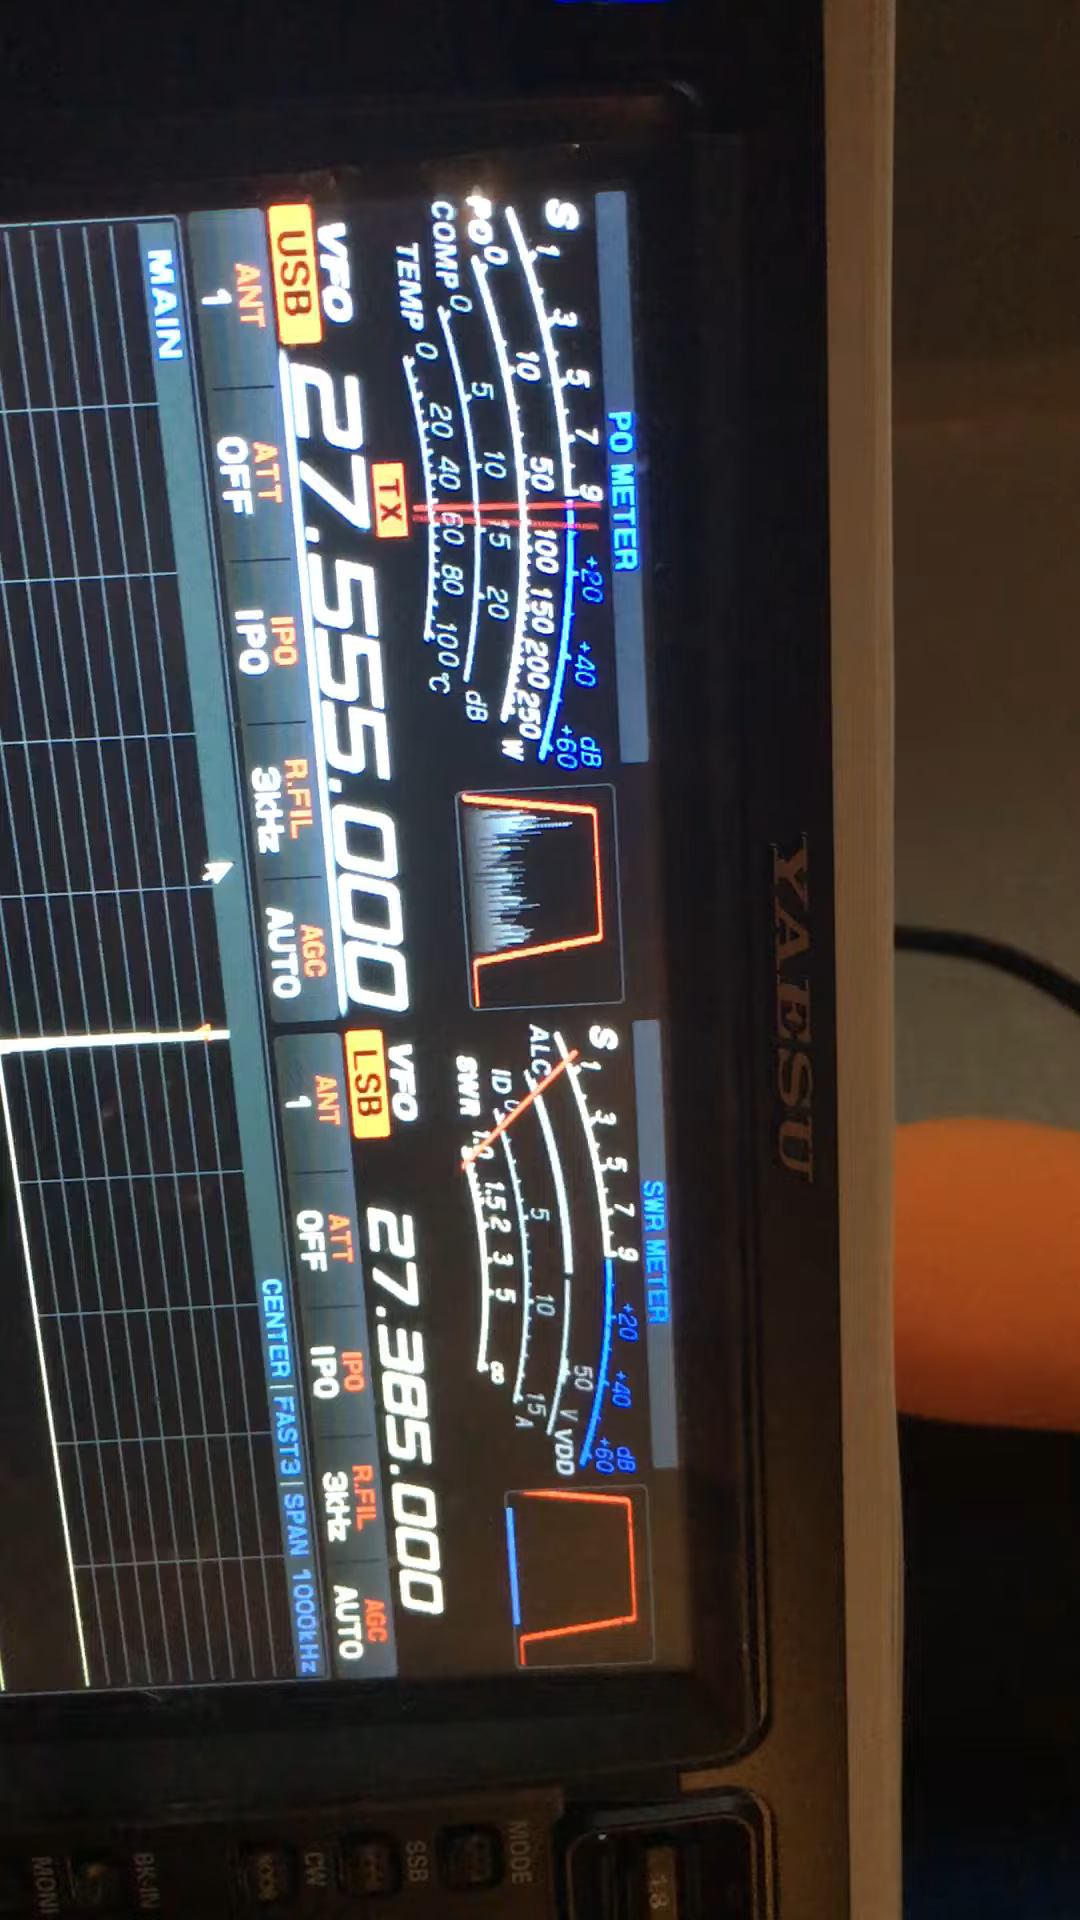 YAESU
PO METER
S 1 3 5 7 9 +20 +40 +60 dB
PO 0 10 50 100 150 200 250 W
COMP 0 5 10 15 20 dB
TEMP 0 20 40 60 80 100°C
TX
VFO
USB
27.555.000
ANT 1
ATT OFF
IPO IPO
R.FIL 3kHz
AGC AUTO
SWR METER
S 1 3 5 7 9 +20 +40 +60 dB
ALC 50 V VDD
ID 0 5 10 15 A
SWR 1.0 1.5 2 3 5 ∞
VFO
LSB
27.385.000
ANT 1
ATT OFF
IPO IPO
R.FIL 3kHz
AGC AUTO
MAIN
CENTER | FAST3 | SPAN 1000kHz
MODE
SSB
CW
BK-IN
MONI